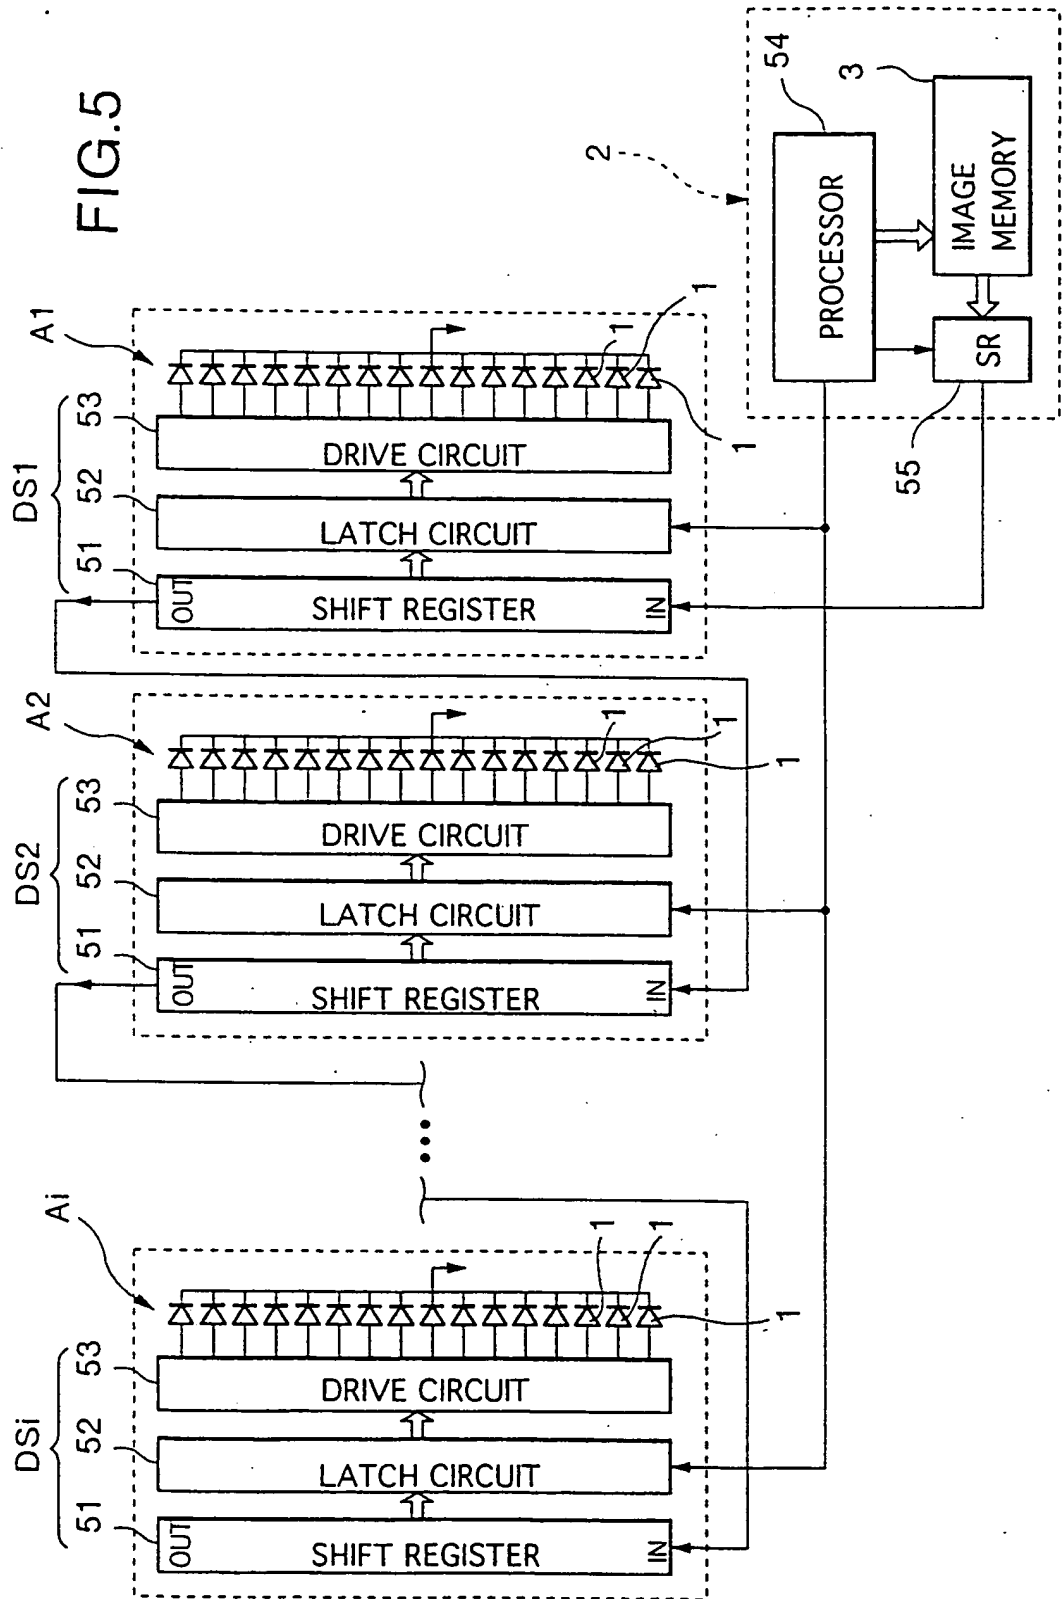 FIG.5
A1
DS1
51
52
53
OUT
SHIFT REGISTER
IN
LATCH CIRCUIT
DRIVE CIRCUIT
1
1
1
A2
DS2
51
52
53
OUT
SHIFT REGISTER
IN
LATCH CIRCUIT
DRIVE CIRCUIT
1
1
1
Ai
DSi
51
52
53
OUT
SHIFT REGISTER
IN
LATCH CIRCUIT
DRIVE CIRCUIT
1
1
1
2
54
PROCESSOR
3
IMAGE
MEMORY
SR
55